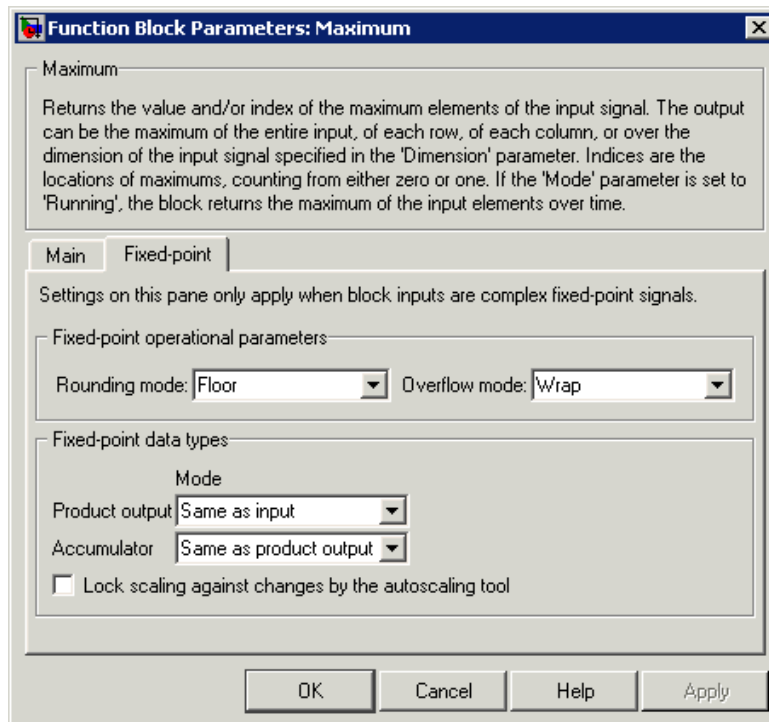 Function Block Parameters: Maximum
Maximum
Returns the value and/or index of the maximum elements of the input signal. The output
can be the maximum of the entire input, of each row, of each column, or over the
dimension of the input signal specified in the 'Dimension' parameter. Indices are the
locations of maximums, counting from either zero or one. If the 'Mode' parameter is set to
'Running', the block returns the maximum of the input elements over time.
Main Fixed-point
Settings on this pane only apply when block inputs are complex fixed-point signals.
Fixed-point operational parameters
Rounding mode: Floor Overflow mode: Wrap
Fixed-point data types
Mode
Product output Same as input
Accumulator Same as product output
Lock scaling against changes by the autoscaling tool
OK Cancel Help Apply